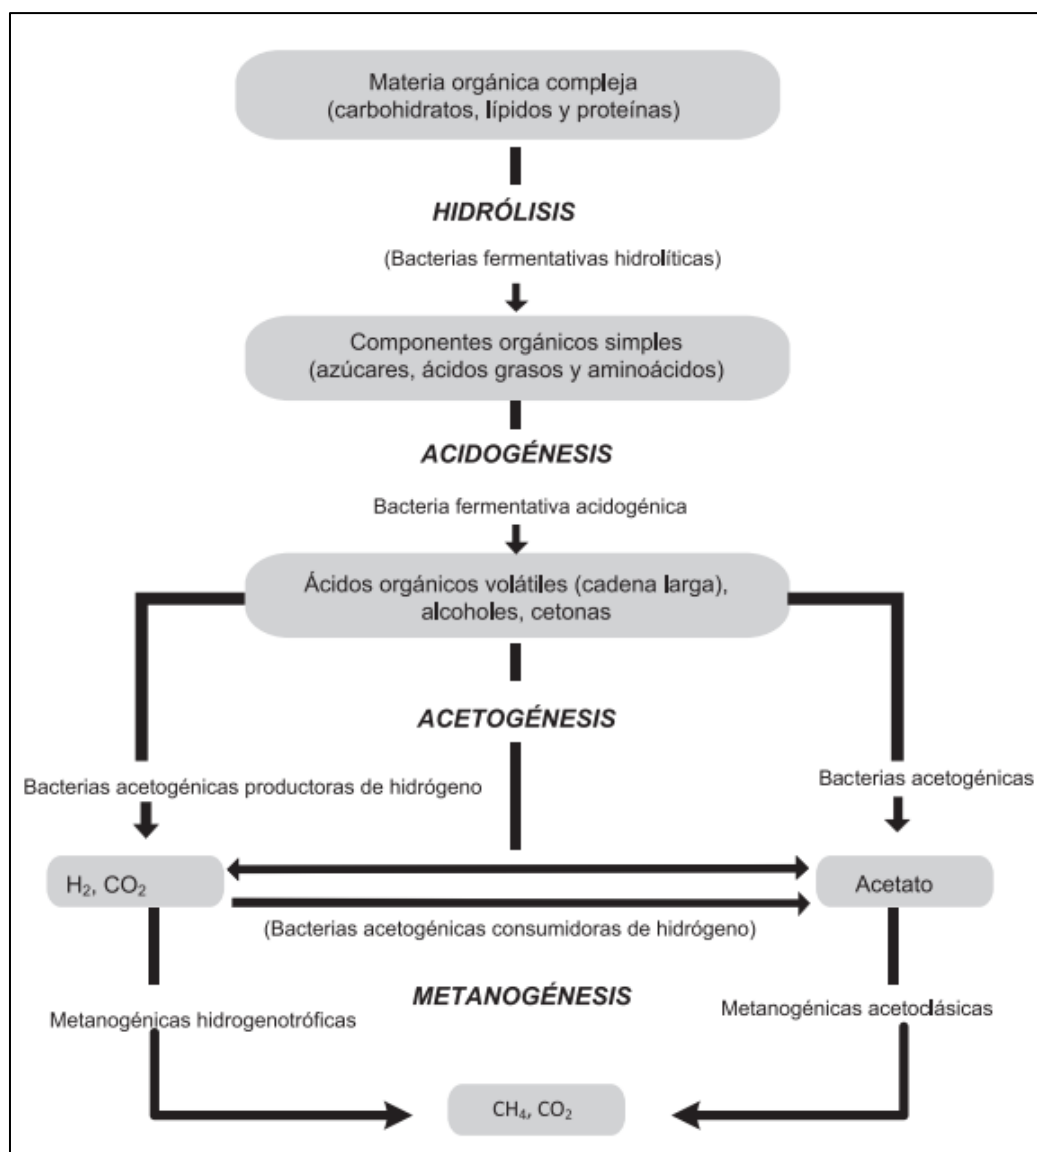 Materia orgánica compleja
(carbohidratos, lípidos y proteínas)
HIDRÓLISIS
(Bacterias fermentativas hidrolíticas)
Componentes orgánicos simples
(azúcares, ácidos grasos y aminoácidos)
ACIDOGÉNESIS
Bacteria fermentativa acidogénica
Ácidos orgánicos volátiles (cadena larga),
alcoholes, cetonas
ACETOGÉNESIS
Bacterias acetogénicas productoras de hidrógeno
Bacterias acetogénicas
H₂, CO₂
Acetato
(Bacterias acetogénicas consumidoras de hidrógeno)
METANOGÉNESIS
Metanogénicas hidrogenotróficas
Metanogénicas acetoclásicas
CH₄, CO₂